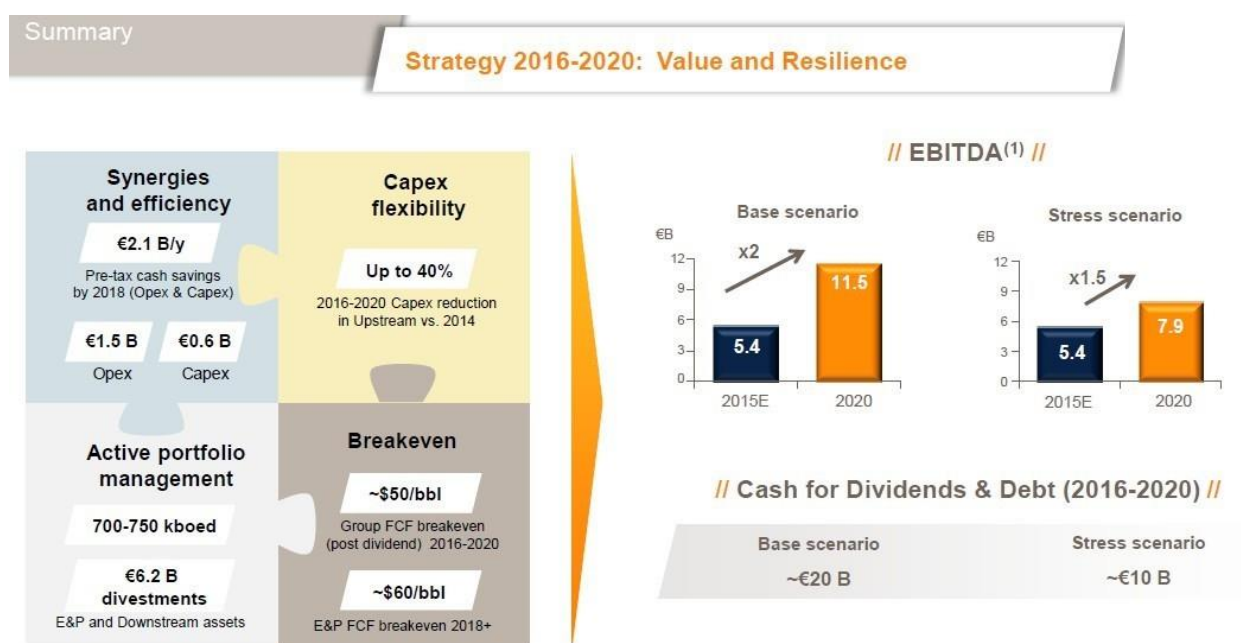 Summary
Strategy 2016-2020: Value and Resilience
Synergies
and efficiency
€2.1 B/y
Pre-tax cash savings
by 2018 (Opex & Capex)
€1.5 B
€0.6 B
Opex
Capex
Capex
flexibility
Up to 40%
2016-2020 Capex reduction
in Upstream vs. 2014
Active portfolio
management
700-750 kboed
€6.2 B
divestments
E&P and Downstream assets
Breakeven
~$50/bbl
Group FCF breakeven
(post dividend) 2016-2020
~$60/bbl
E&P FCF breakeven 2018+
// EBITDA(1) //
Base scenario
€B
12
9
6
3
0
x2
5.4
11.5
2015E
2020
Stress scenario
€B
12
9
6
3
0
x1.5
5.4
7.9
2015E
2020
// Cash for Dividends & Debt (2016-2020) //
Base scenario
~€20 B
Stress scenario
~€10 B